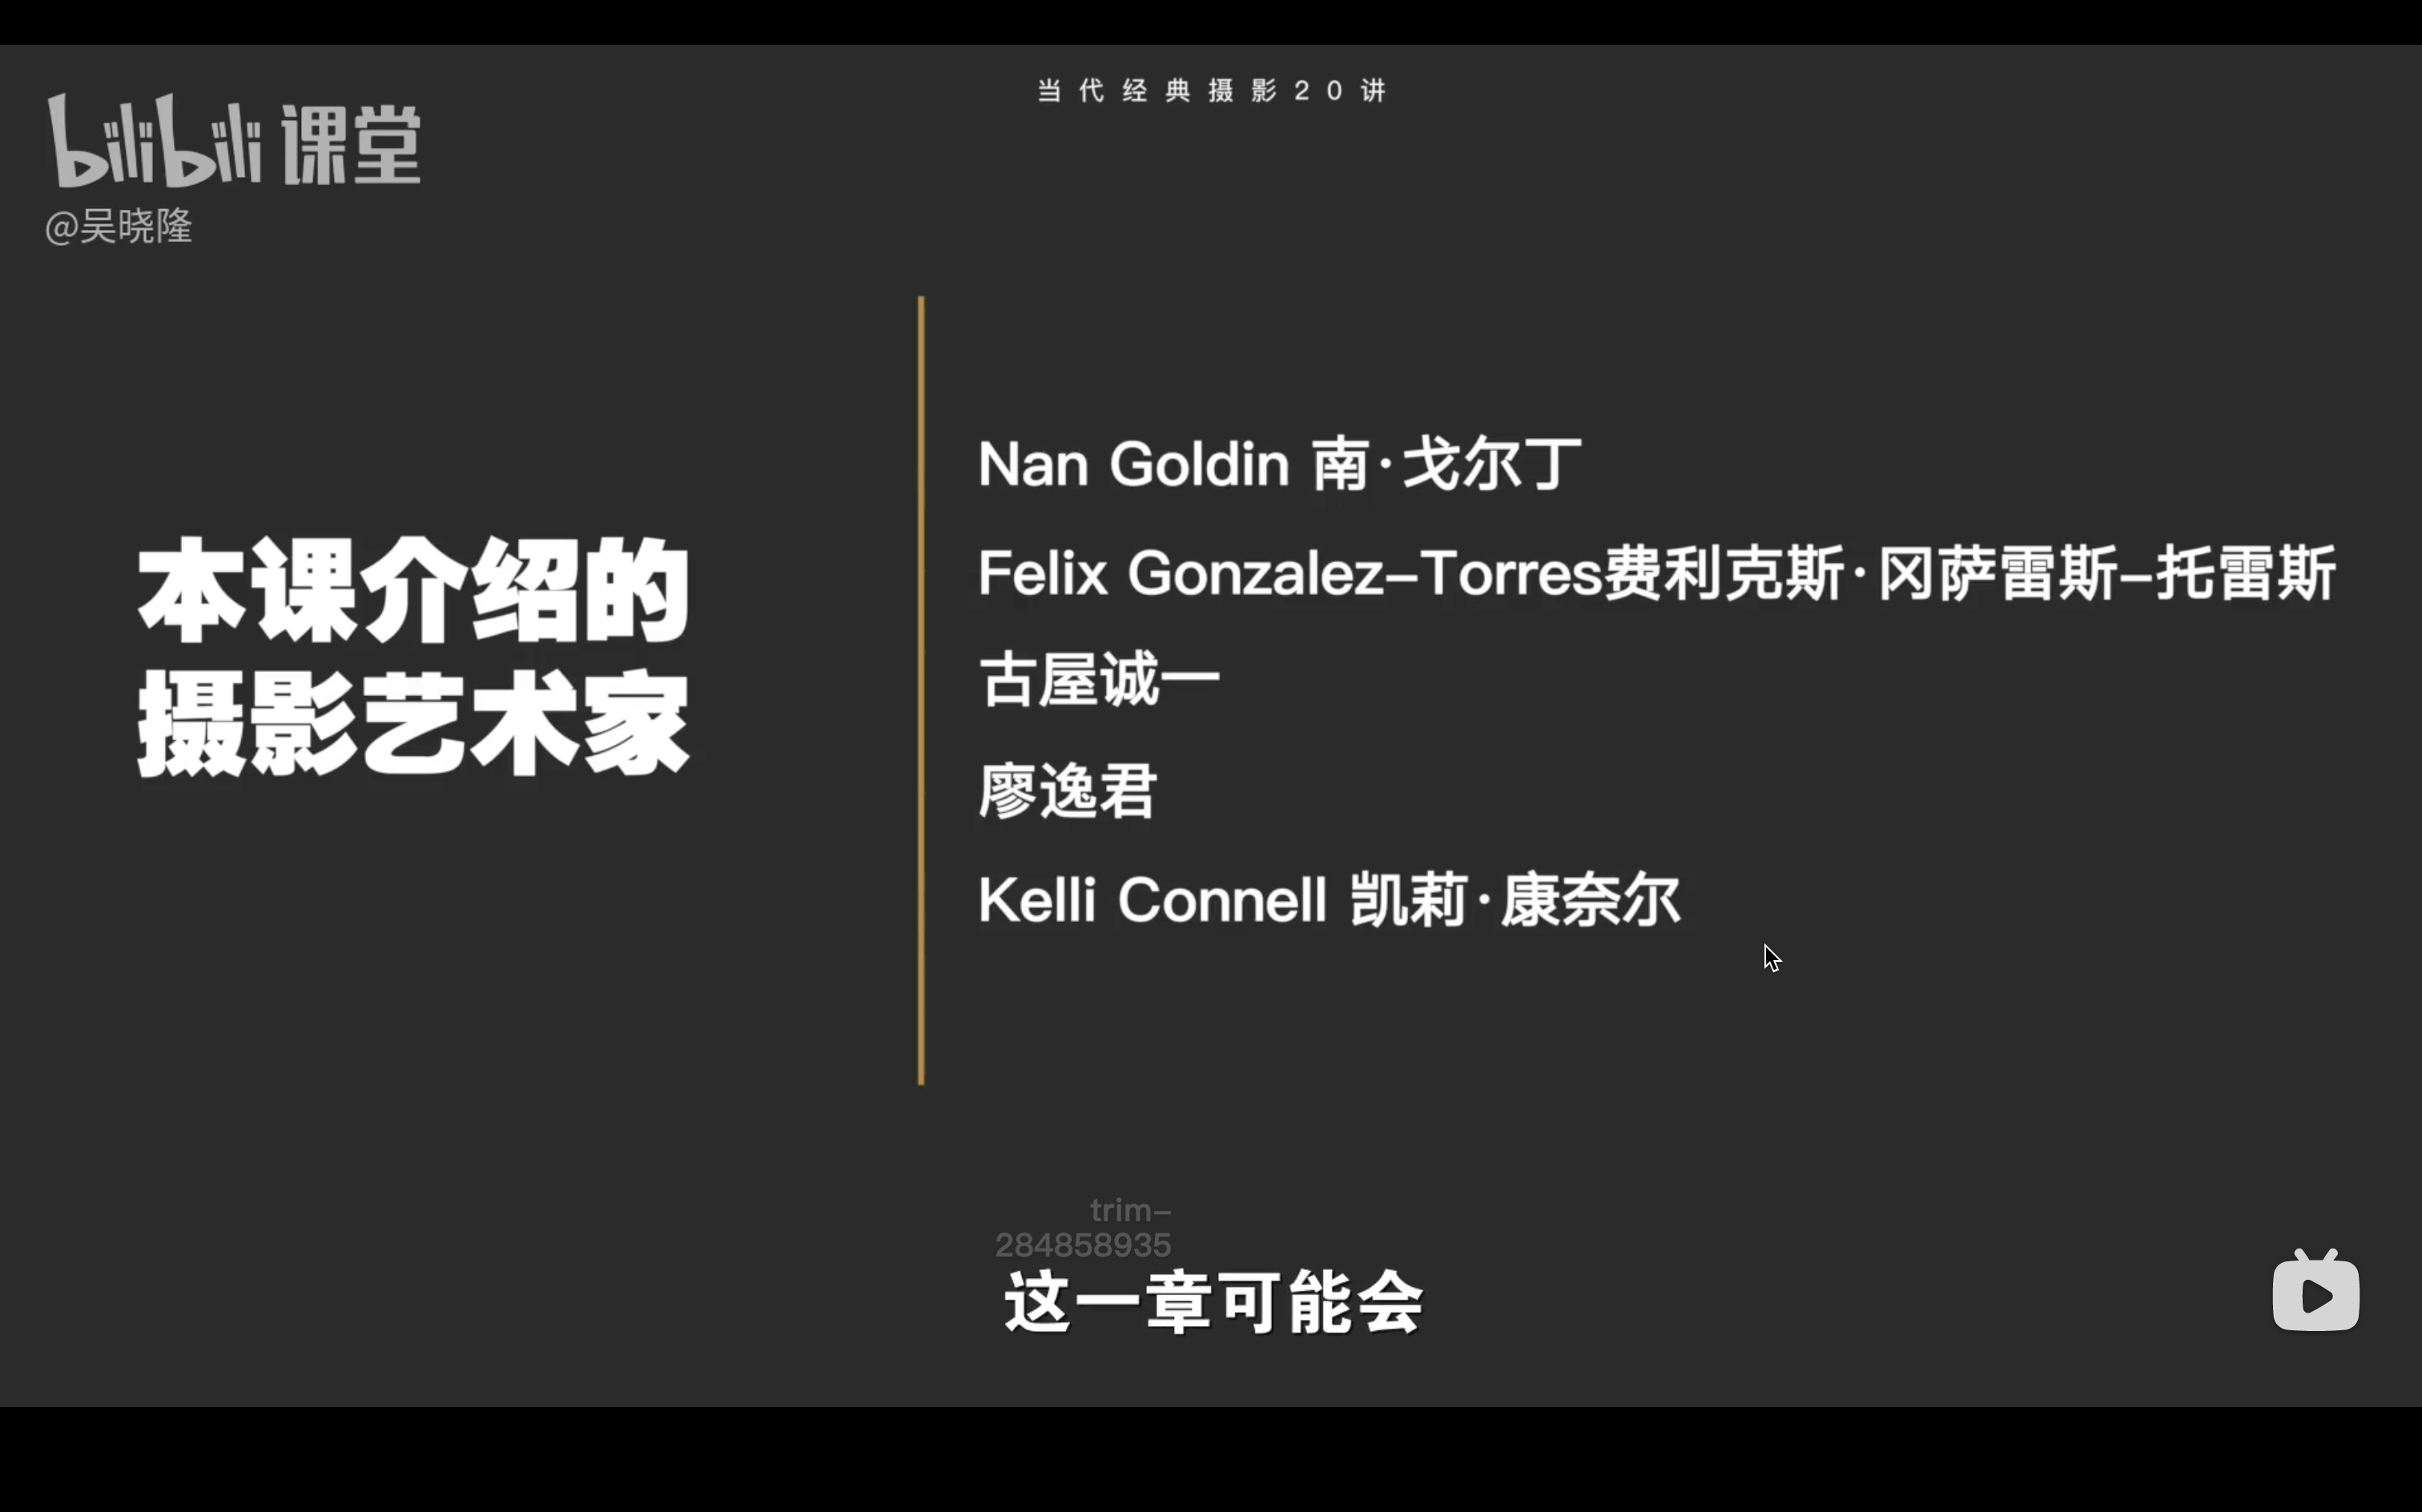 当代经典摄影20讲
bilibili 课堂
@吴晓隆
本课介绍的
摄影艺术家
Nan Goldin 南·戈尔丁
Felix Gonzalez–Torres费利克斯·冈萨雷斯–托雷斯
古屋诚一
廖逸君
Kelli Connell 凯莉·康奈尔
trim–
284858935
这一章可能会